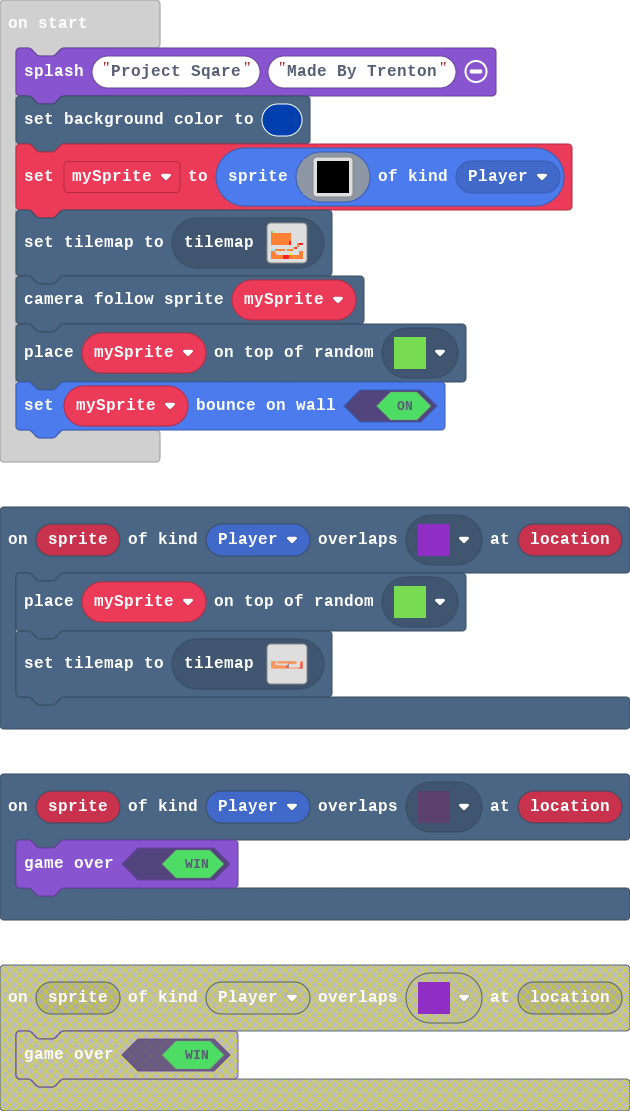 on start
splash "Project Sqare" "Made By Trenton"
set background color to
set mySprite to sprite of kind Player
set tilemap to tilemap
camera follow sprite mySprite
place mySprite on top of random
set mySprite bounce on wall ON
on sprite of kind Player overlaps at location
place mySprite on top of random
set tilemap to tilemap
on sprite of kind Player overlaps at location
game over WIN
on sprite of kind Player overlaps at location
game over WIN